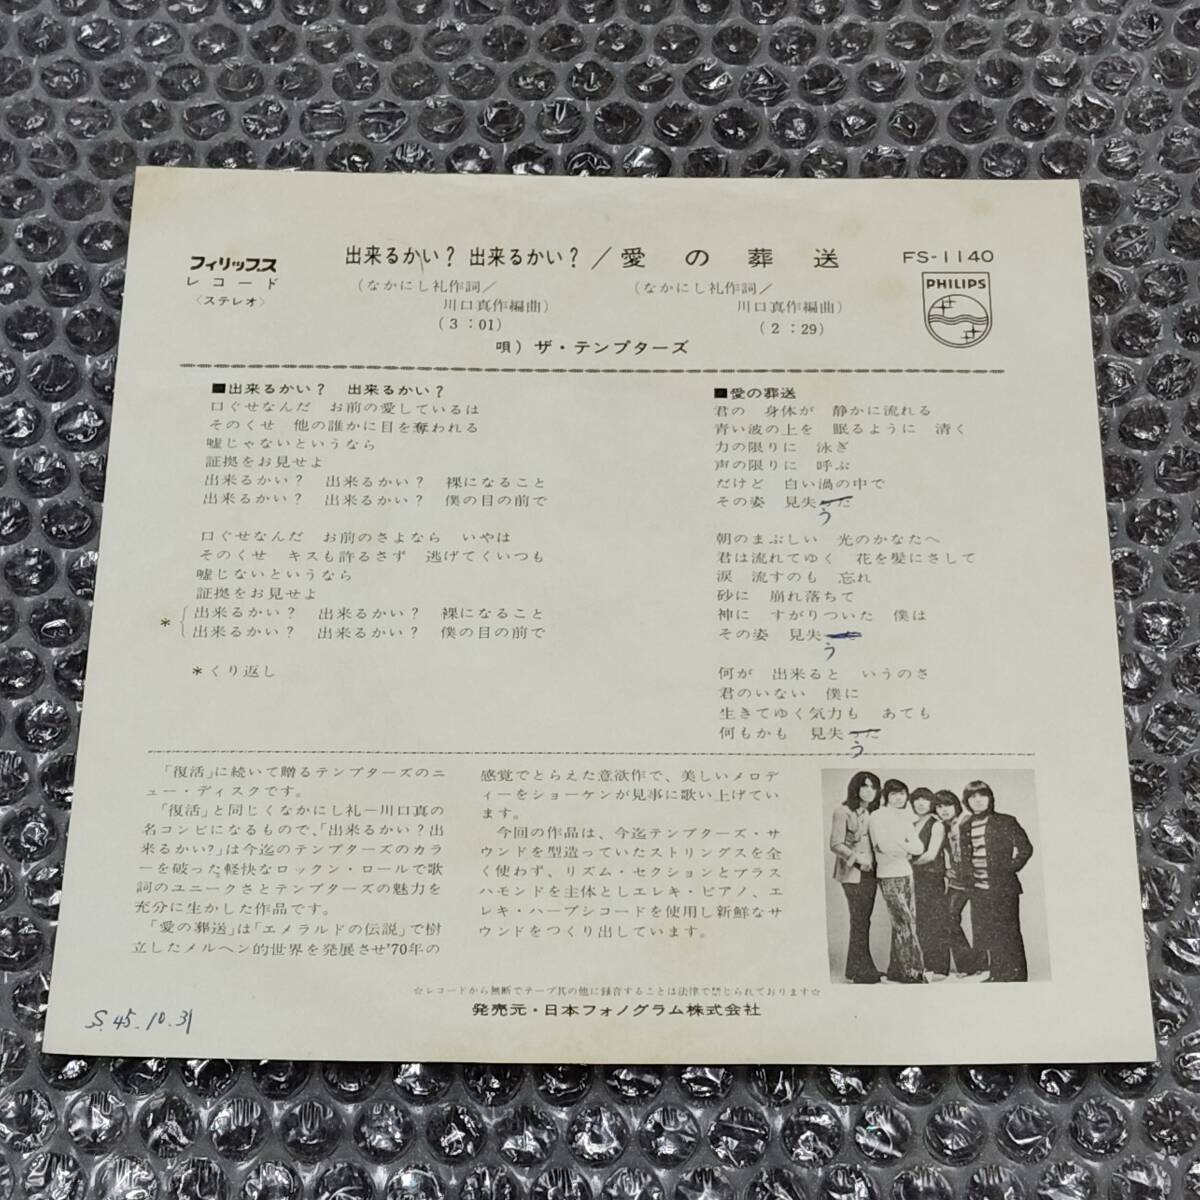 フィリップス
レコード
〈ステレオ〉
出来るかい? 出来るかい?/愛の葬送
FS-1140
PHILIPS
(なかにし礼作詞/
川口真作編曲)
(3:01)
(なかにし礼作詞/
川口真作編曲)
(2:29)
唄) ザ・テンプターズ
■出来るかい? 出来るかい?
口ぐせなんだ お前の愛しているは
そのくせ 他の誰かに目を奪われる
嘘じゃないというなら
証拠をお見せよ
出来るかい? 出来るかい? 裸になること
出来るかい? 出来るかい? 僕の目の前で
口ぐせなんだ お前のさよなら いやは
そのくせ キスも許るさず 逃げてくいつも
嘘じないというなら
証拠をお見せよ
* 出来るかい? 出来るかい? 裸になること
出来るかい? 出来るかい? 僕の目の前で
*くり返し
■愛の葬送
君の 身体が 静かに流れる
青い波の上を 眠るように 清く
力の限りに 泳ぎ
声の限りに 呼ぶ
だけど 白い渦の中で
その姿 見失った
う
朝のまぶしい 光のかなたへ
君は流れてゆく 花を髪にさして
涙 流すのも 忘れ
砂に 崩れ落ちて
神に すがりついた 僕は
その姿 見失
う
何が 出来ると いうのさ
君のいない 僕に
生きてゆく気力も あても
何もかも 見失った
う
「復活」に続いて贈るテンプターズのニ
ュー・ディスクです。
「復活」と同じくなかにし礼―川口真の
名コンビになるもので、「出来るかい?出
来るかい?」は今迄のテンプターズのカラ
ーを破った軽快なロックン・ロールで歌
詞のユニークさとテンプターズの魅力を
充分に生かした作品です。
「愛の葬送」は「エメラルドの伝説」で樹
立したメルヘン的世界を発展させ'70年の
感覚でとらえた意欲作で、美しいメロデ
ィーをショーケンが見事に歌い上げてい
ます。
今回の作品は、今迄テンプターズ・サ
ウンドを型造っていたストリングスを全
く使わず、リズム・セクションとブラス
ハモンドを主体としエレキ・ピアノ、エ
レキ・ハープシコードを使用し新鮮なサ
ウンドをつくり出しています。
☆レコードから無断でテープ其の他に録音することは法律で禁じられております☆
発売元・日本フォノグラム株式会社
S.45.10.31